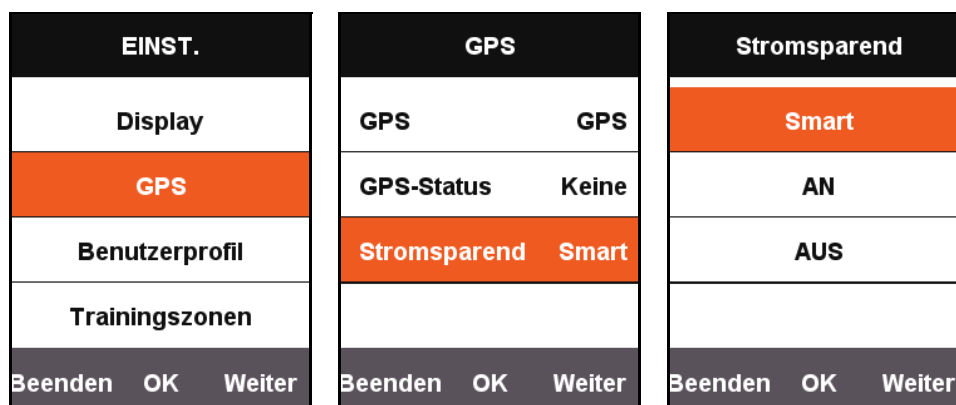 EINST.
Display
GPS
Benutzerprofil
Trainingszonen
Beenden OK Weiter
GPS
GPS GPS
GPS-Status Keine
Stromsparend Smart
Beenden OK Weiter
Stromsparend
Smart
AN
AUS
Beenden OK Weiter